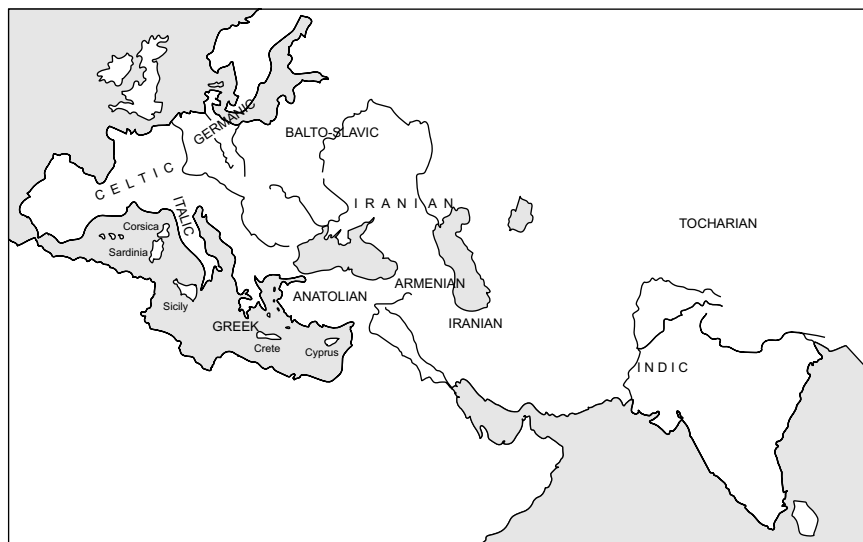 GERMANIC
BALTO-SLAVIC
CELTIC
IRANIAN
ITALIC
TOCHARIAN
Corsica
Sardinia
ARMENIAN
ANATOLIAN
Sicily
IRANIAN
GREEK
Crete
Cyprus
INDIC